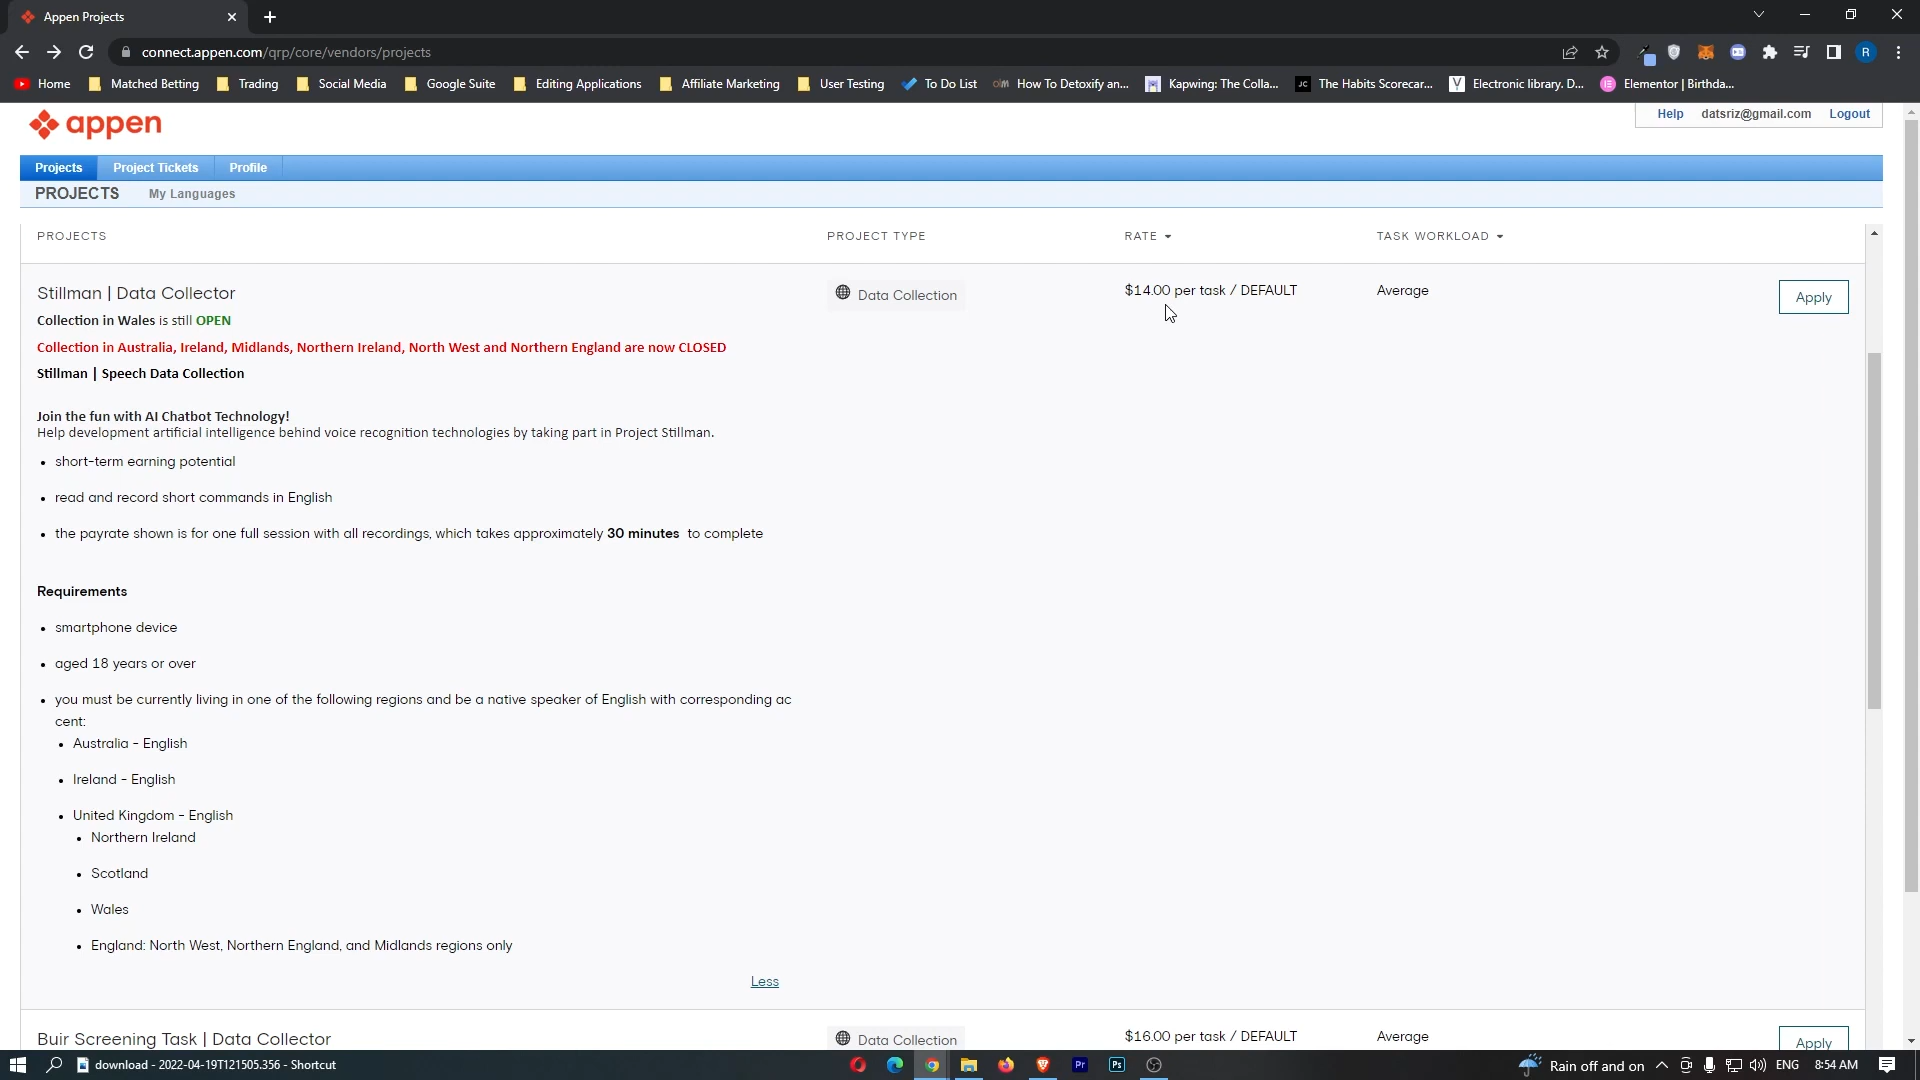 Appen Projects
connect.appen.com/qrp/core/vendors/projects
R
Home Matched Betting Trading Social Media Google Suite Editing Applications Affiliate Marketing User Testing To Do List How To Detoxify an... Kapwing: The Colla... JC The Habits Scorecar... Electronic library. D... Elementor | Birthda...
appen
Help datsriz@gmail.com Logout
Projects Project Tickets Profile
PROJECTS My Languages
PROJECTS PROJECT TYPE RATE TASK WORKLOAD
Stillman | Data Collector Data Collection $14.00 per task / DEFAULT Average Apply
Collection in Wales is still OPEN
Collection in Australia, Ireland, Midlands, Northern Ireland, North West and Northern England are now CLOSED
Stillman | Speech Data Collection
Join the fun with AI Chatbot Technology!
Help development artificial intelligence behind voice recognition technologies by taking part in Project Stillman.
• short-term earning potential
• read and record short commands in English
• the payrate shown is for one full session with all recordings, which takes approximately 30 minutes to complete
Requirements
• smartphone device
• aged 18 years or over
• you must be currently living in one of the following regions and be a native speaker of English with corresponding ac
cent:
• Australia - English
• Ireland - English
• United Kingdom - English
• Northern Ireland
• Scotland
• Wales
• England: North West, Northern England, and Midlands regions only
Less
Buir Screening Task | Data Collector Data Collection $16.00 per task / DEFAULT Average Apply
download - 2022-04-19T121505.356 - Shortcut Pr Ps Rain off and on ENG 8:54 AM